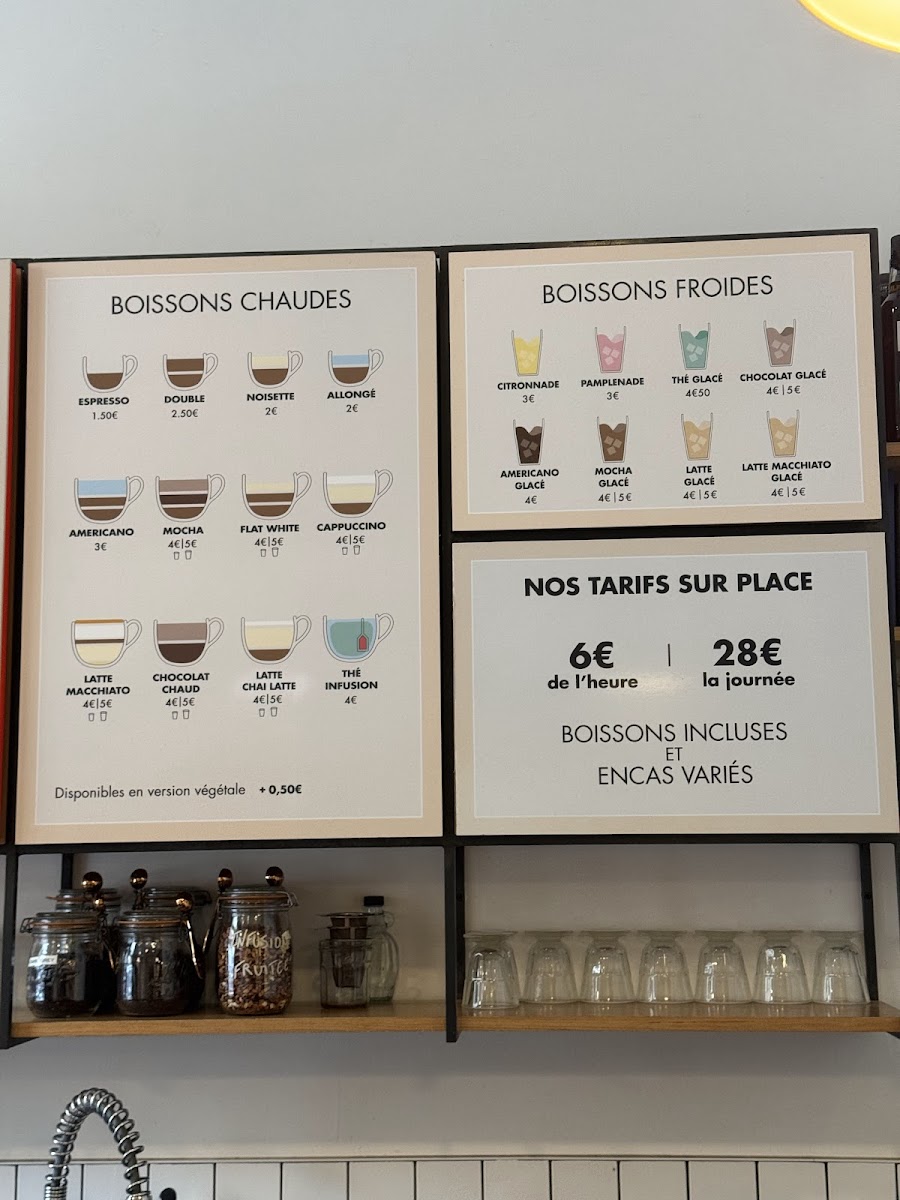 BOISSONS CHAUDES
ESPRESSO
1.50€
DOUBLE
2.50€
NOISETTE
2€
ALLONGÉ
2€
AMERICANO
3€
MOCHA
4€|5€
FLAT WHITE
4€|5€
CAPPUCCINO
4€|5€
LATTE
MACCHIATO
4€|5€
CHOCOLAT
CHAUD
4€|5€
LATTE
CHAI LATTE
4€|5€
THÉ
INFUSION
4€
Disponibles en version végétale + 0,50€
BOISSONS FROIDES
CITRONNADE
3€
PAMPLENADE
3€
THÉ GLACÉ
4€50
CHOCOLAT GLACÉ
4€|5€
AMERICANO
GLACÉ
4€
MOCHA
GLACÉ
4€|5€
LATTE
GLACÉ
4€|5€
LATTE MACCHIATO
GLACÉ
4€|5€
NOS TARIFS SUR PLACE
6€ | 28€
de l'heure la journée
BOISSONS INCLUSES
ET
ENCAS VARIÉS
INFUSION